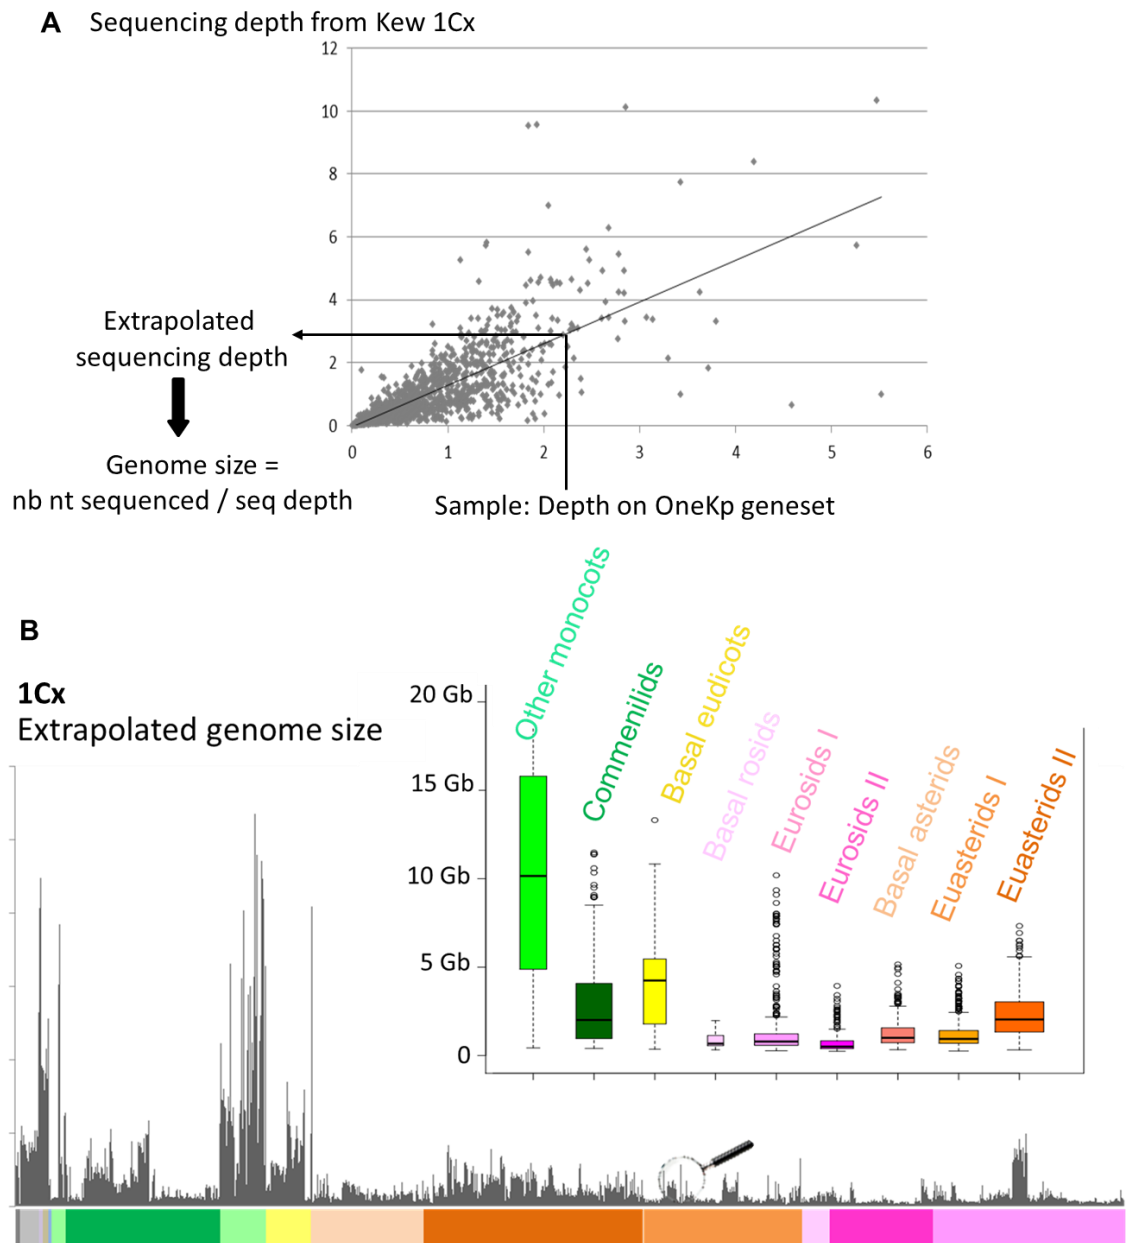 A Sequencing depth from Kew 1Cx
12
10
8
6
4
2
0
0 1 2 3 4 5 6
Extrapolated
sequencing depth
Genome size =
nb nt sequenced / seq depth
Sample: Depth on OneKp geneset
B
1Cx
Extrapolated genome size
20 Gb
15 Gb
10 Gb
5 Gb
0
Other monocots
Commenilids
Basal eudicots
Basal rosids
Eurosids I
Eurosids II
Basal asterids
Euasterids I
Euasterids II